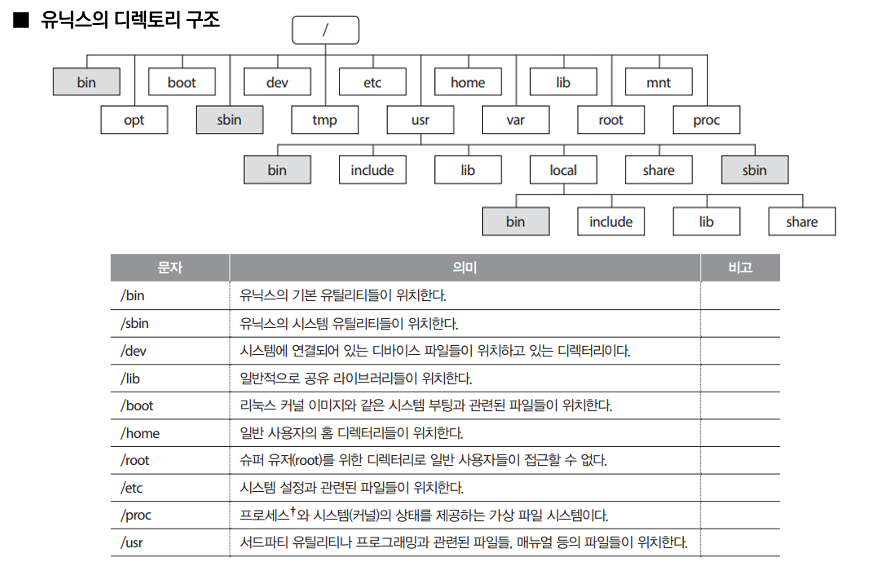 ■ 유닉스의 디렉토리 구조
/
bin boot dev etc home lib mnt
opt sbin tmp usr var root proc
bin include lib local share sbin
bin include lib share
문자 의미 비고
/bin 유닉스의 기본 유틸리티들이 위치한다.
/sbin 유닉스의 시스템 유틸리티들이 위치한다.
/dev 시스템에 연결되어 있는 디바이스 파일들이 위치하고 있는 디렉터리이다.
/lib 일반적으로 공유 라이브러리들이 위치한다.
/boot 리눅스 커널 이미지와 같은 시스템 부팅과 관련된 파일들이 위치한다.
/home 일반 사용자의 홈 디렉터리들이 위치한다.
/root 슈퍼 유저(root)를 위한 디렉터리로 일반 사용자들이 접근할 수 없다.
/etc 시스템 설정과 관련된 파일들이 위치한다.
/proc 프로세스†와 시스템(커널)의 상태를 제공하는 가상 파일 시스템이다.
/usr 서드파티 유틸리티나 프로그래밍과 관련된 파일들, 매뉴얼 등의 파일들이 위치한다.